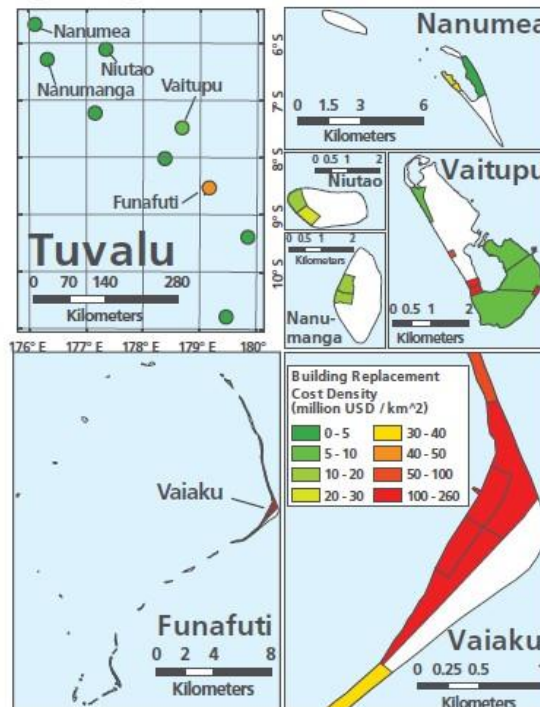 Nanumea
Niutao
Nanumanga
Vaitupu
Funafuti
Tuvalu
0 70 140 280
Kilometers
176° E 177° E 178° E 179° E 180°
6°S
7°S
8°S
9°S
10°S
Nanumea
0 1.5 3 6
Kilometers
0 0.5 1 2
Kilometers
Niutao
0 0.5 1 2
Kilometers
Nanu-
manga
Vaitupu
0 0.5 1 2
Kilometers
Vaiaku
Funafuti
0 2 4 8
Kilometers
Building Replacement
Cost Density
(million USD / km^2)
0 - 5 30 - 40
5 - 10 40 - 50
10 - 20 50 - 100
20 - 30 100 - 260
Vaiaku
0 0.25 0.5 1
Kilometers